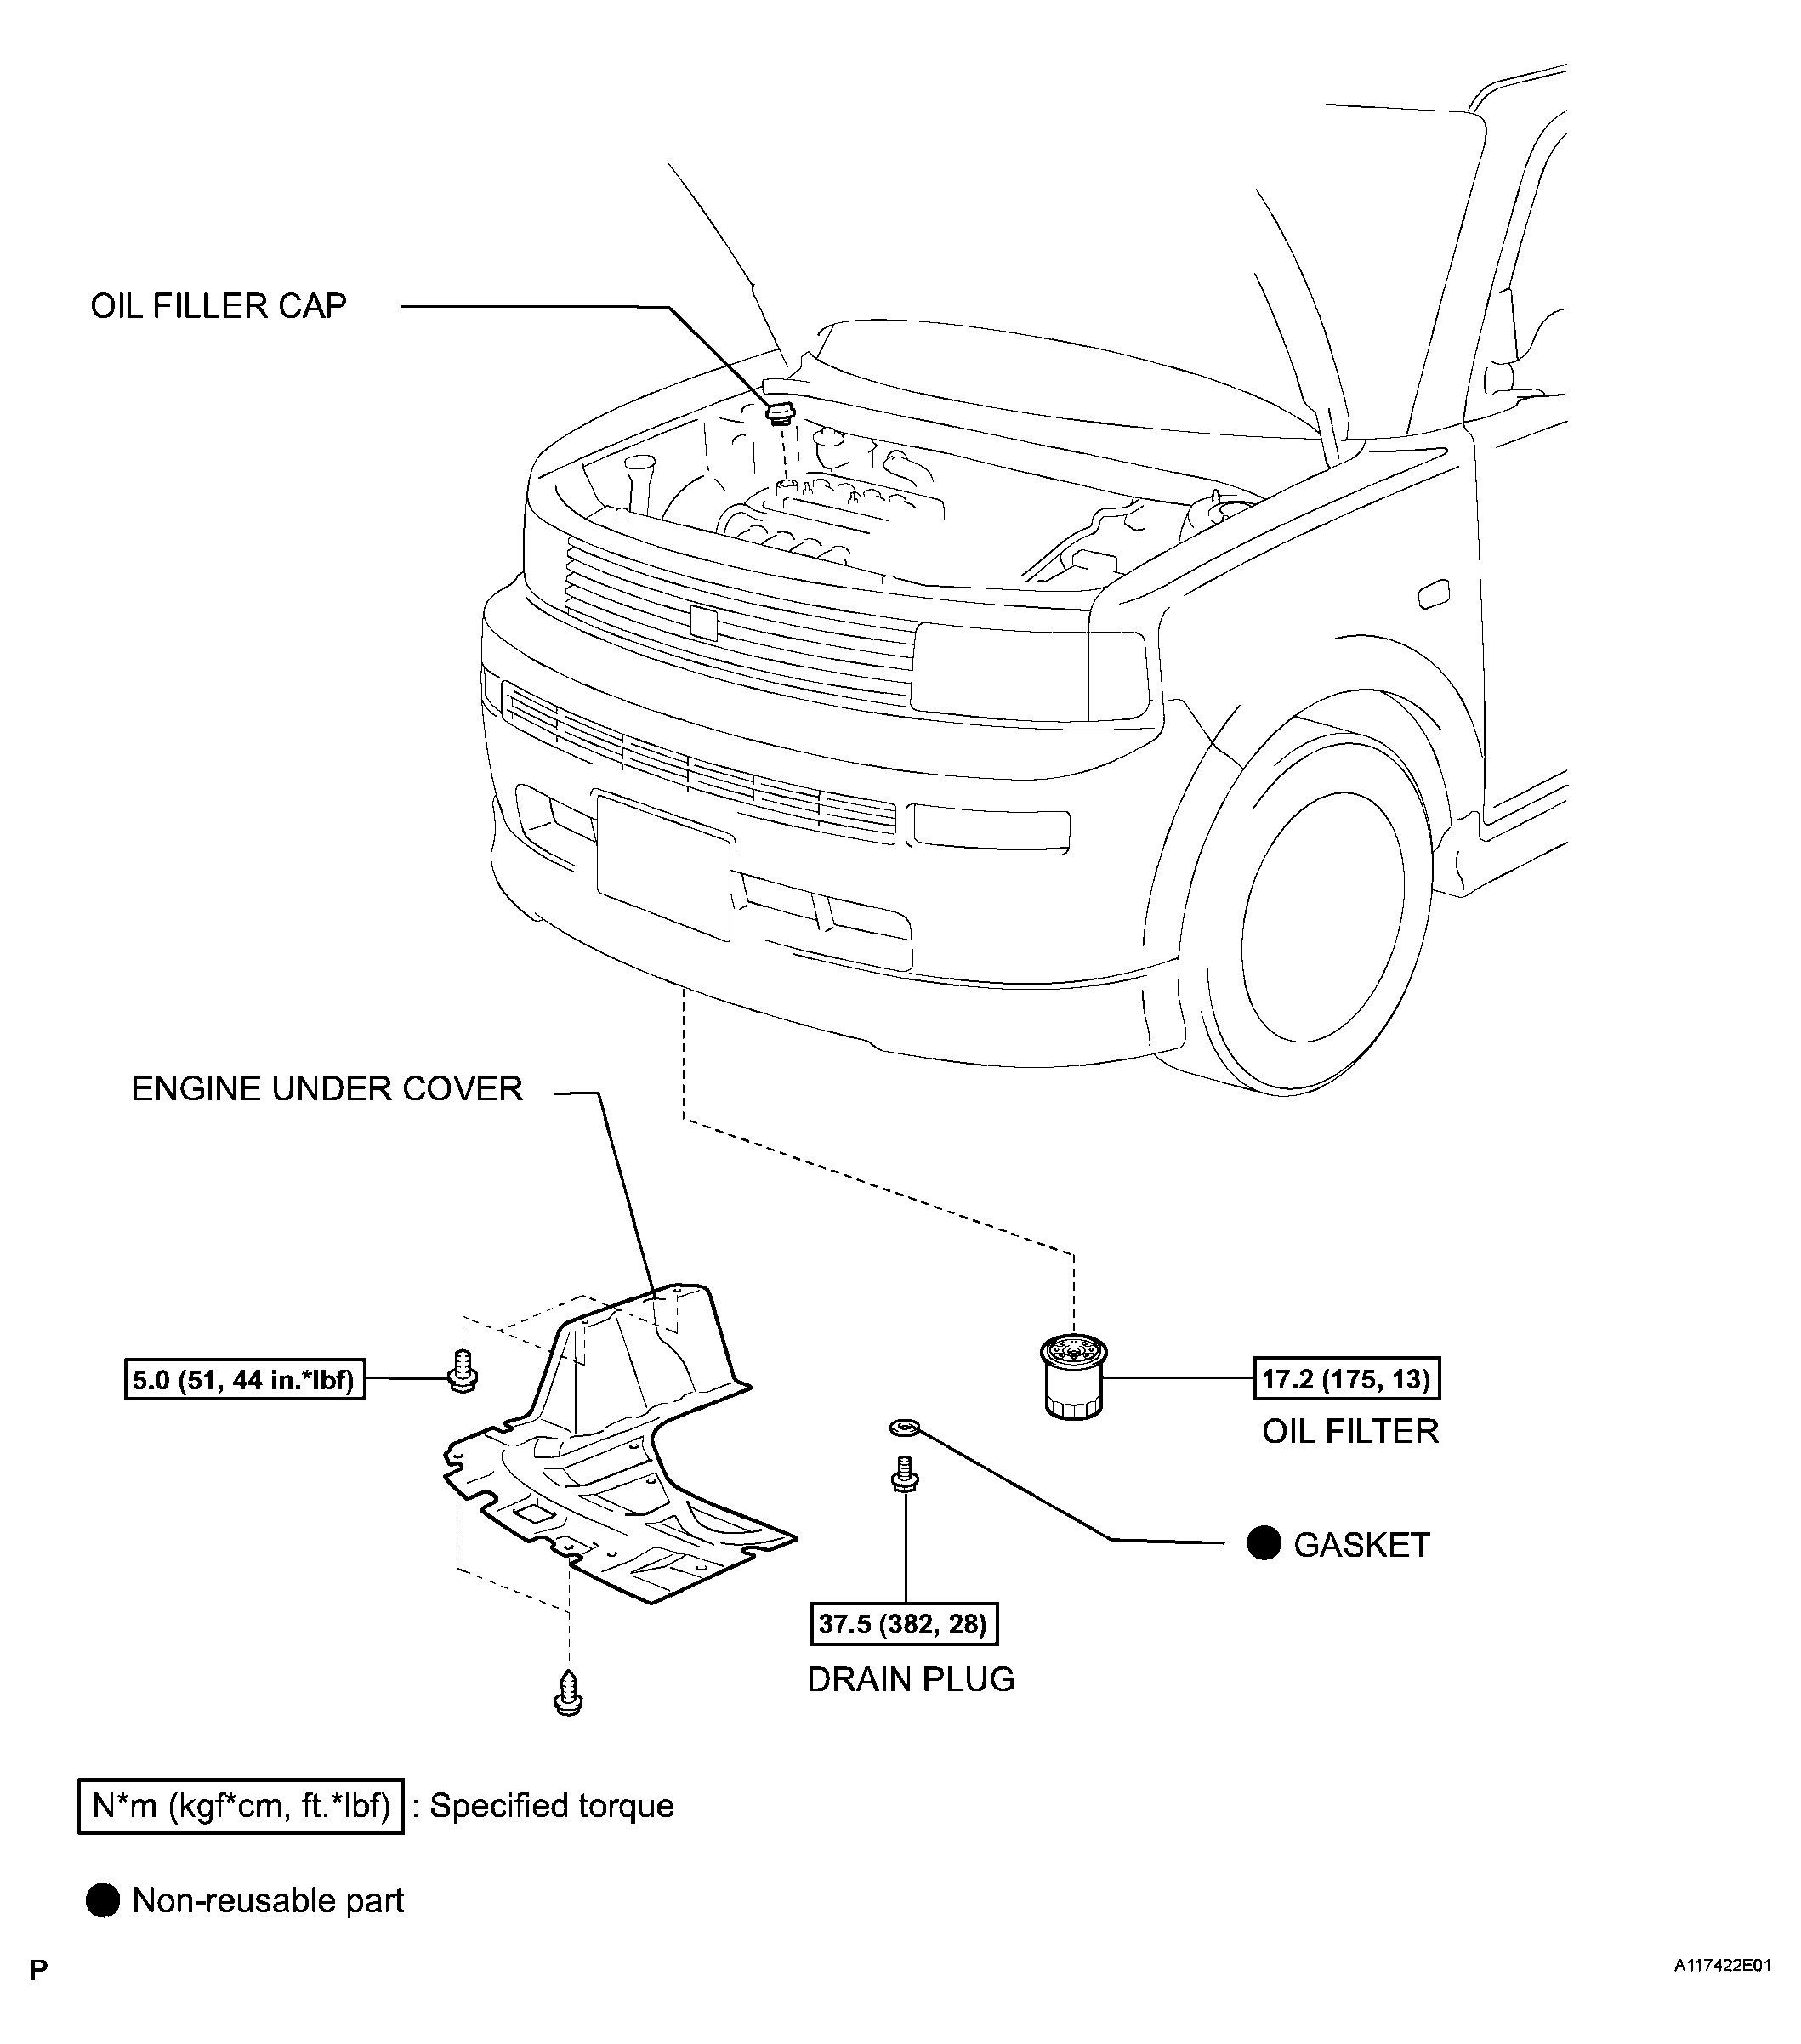 OIL FILLER CAP
ENGINE UNDER COVER
5.0 (51, 44 in.*lbf)
17.2 (175, 13)
OIL FILTER
GASKET
37.5 (382, 28)
DRAIN PLUG
N*m (kgf*cm, ft.*lbf) : Specified torque
Non-reusable part
P
A117422E01